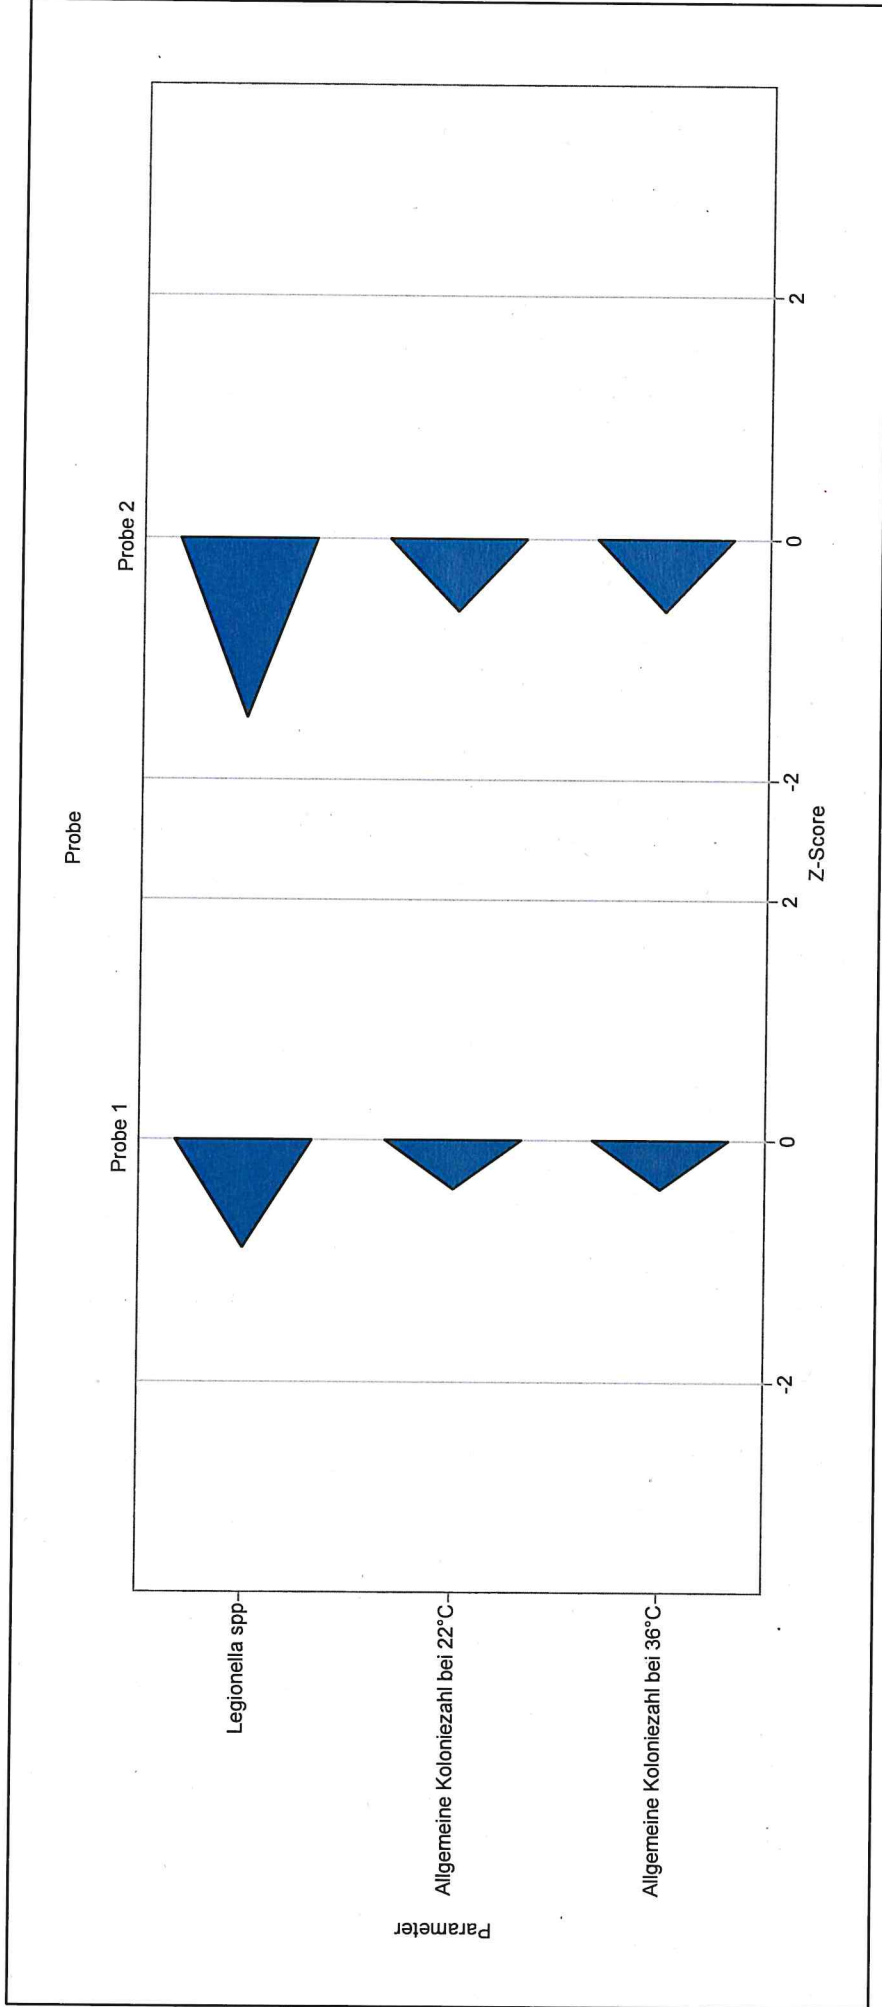 Probe
Probe 1
Probe 2
Legionella spp
Allgemeine Koloniezahl bei 22°C
Allgemeine Koloniezahl bei 36°C
Parameter
-2
0
2
-2
0
2
Z-Score